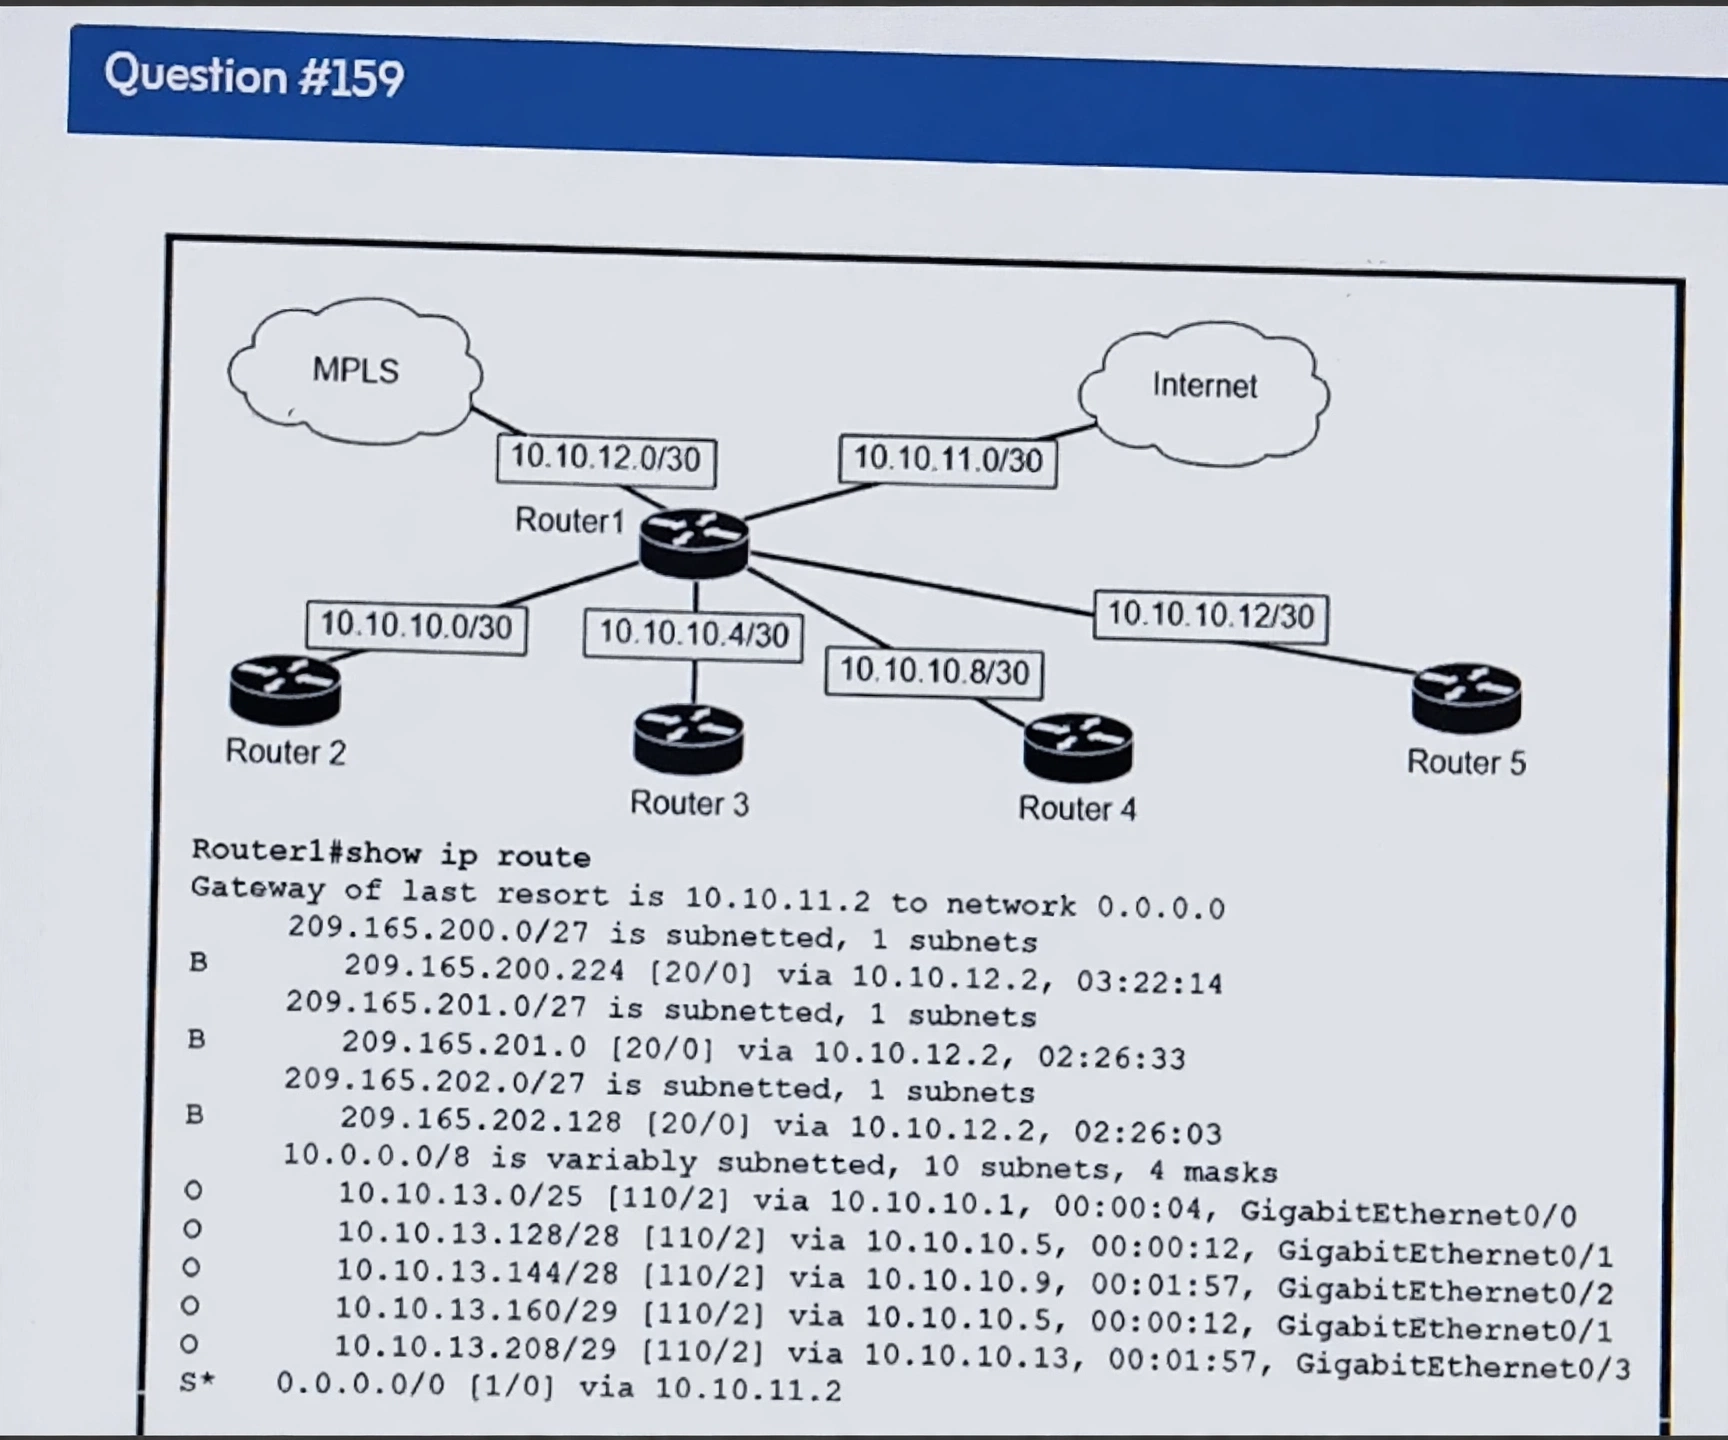 Question #159
MPLS
Internet
10.10.12.0/30
10.10.11.0/30
Router1
10.10.10.0/30
10.10.10.4/30
10.10.10.8/30
10.10.10.12/30
Router 2
Router 3
Router 4
Router 5
Router1#show ip route
Gateway of last resort is 10.10.11.2 to network 0.0.0.0
209.165.200.0/27 is subnetted, 1 subnets
B 209.165.200.224 [20/0] via 10.10.12.2, 03:22:14
209.165.201.0/27 is subnetted, 1 subnets
B 209.165.201.0 [20/0] via 10.10.12.2, 02:26:33
209.165.202.0/27 is subnetted, 1 subnets
B 209.165.202.128 [20/0] via 10.10.12.2, 02:26:03
10.0.0.0/8 is variably subnetted, 10 subnets, 4 masks
O 10.10.13.0/25 [110/2] via 10.10.10.1, 00:00:04, GigabitEthernet0/0
O 10.10.13.128/28 [110/2] via 10.10.10.5, 00:00:12, GigabitEthernet0/1
O 10.10.13.144/28 [110/2] via 10.10.10.9, 00:01:57, GigabitEthernet0/2
O 10.10.13.160/29 [110/2] via 10.10.10.5, 00:00:12, GigabitEthernet0/1
O 10.10.13.208/29 [110/2] via 10.10.10.13, 00:01:57, GigabitEthernet0/3
S* 0.0.0.0/0 [1/0] via 10.10.11.2